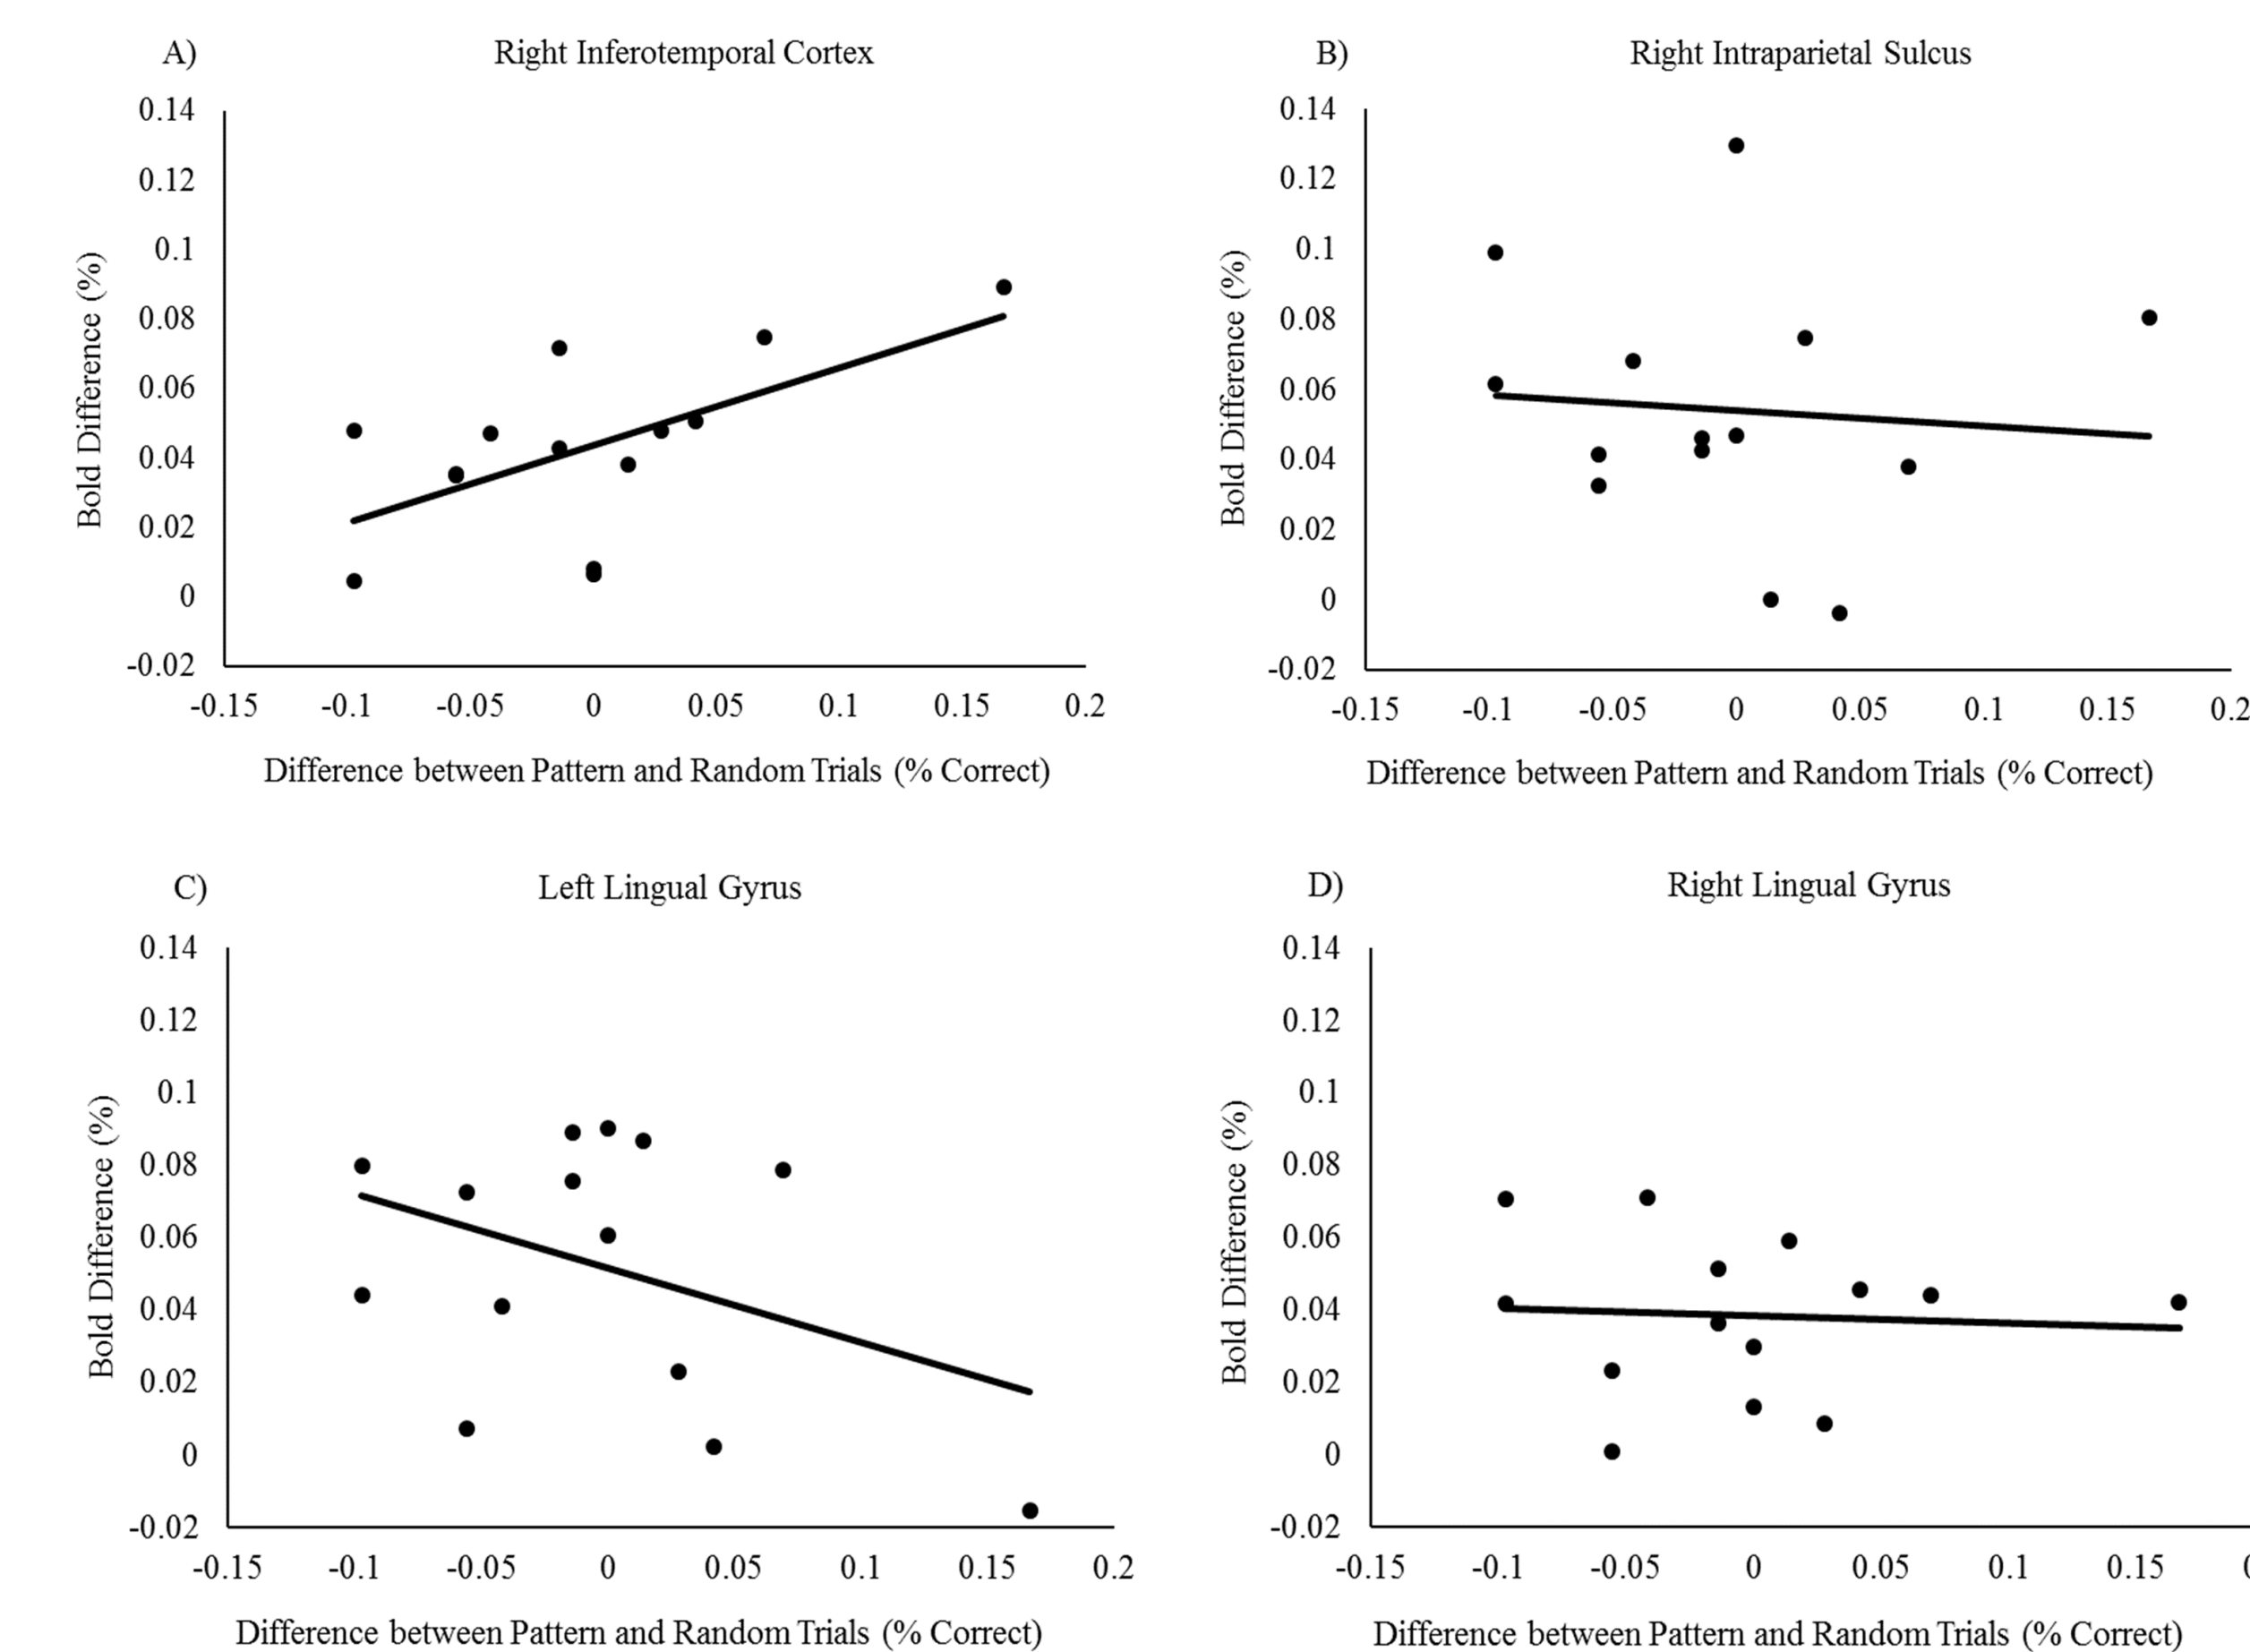 A) Right Inferotemporal Cortex
0.14
0.12
0.1
0.08
0.06
0.04
0.02
0
-0.02
Bold Difference (%)
-0.15 -0.1 -0.05 0 0.05 0.1 0.15 0.2
Difference between Pattern and Random Trials (% Correct)
B) Right Intraparietal Sulcus
0.14
0.12
0.1
0.08
0.06
0.04
0.02
0
-0.02
Bold Difference (%)
-0.15 -0.1 -0.05 0 0.05 0.1 0.15 0.2
Difference between Pattern and Random Trials (% Correct)
C) Left Lingual Gyrus
0.14
0.12
0.1
0.08
0.06
0.04
0.02
0
-0.02
Bold Difference (%)
-0.15 -0.1 -0.05 0 0.05 0.1 0.15 0.2
Difference between Pattern and Random Trials (% Correct)
D) Right Lingual Gyrus
0.14
0.12
0.1
0.08
0.06
0.04
0.02
0
-0.02
Bold Difference (%)
-0.15 -0.1 -0.05 0 0.05 0.1 0.15
Difference between Pattern and Random Trials (% Correct)